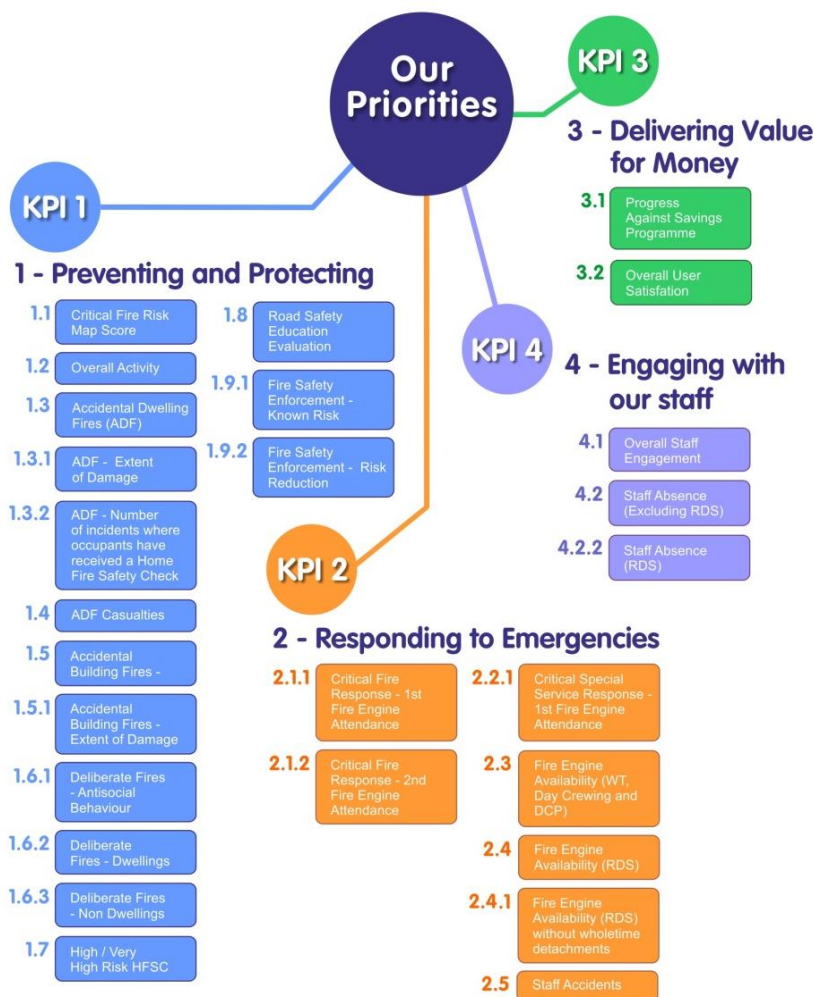 Our
Priorities
KPI 3
3 - Delivering Value
for Money
3.1 Progress
Against Savings
Programme
3.2 Overall User
Satisfation
KPI 1
1 - Preventing and Protecting
1.1 Critical Fire Risk
Map Score
1.2 Overall Activity
1.3 Accidental Dwelling
Fires (ADF)
1.3.1 ADF - Extent
of Damage
1.3.2 ADF - Number
of incidents where
occupants have
received a Home
Fire Safety Check
1.4 ADF Casualties
1.5 Accidental
Building Fires -
1.5.1 Accidental
Building Fires -
Extent of Damage
1.6.1 Deliberate Fires
- Antisocial
Behaviour
1.6.2 Deliberate
Fires - Dwellings
1.6.3 Deliberate Fires
- Non Dwellings
1.7 High / Very
High Risk HFSC
1.8 Road Safety
Education
Evaluation
1.9.1 Fire Safety
Enforcement -
Known Risk
1.9.2 Fire Safety
Enforcement - Risk
Reduction
KPI 4
4 - Engaging with
our staff
4.1 Overall Staff
Engagement
4.2 Staff Absence
(Excluding RDS)
4.2.2 Staff Absence
(RDS)
KPI 2
2 - Responding to Emergencies
2.1.1 Critical Fire
Response - 1st
Fire Engine
Attendance
2.1.2 Critical Fire
Response - 2nd
Fire Engine
Attendance
2.2.1 Critical Special
Service Response -
1st Fire Engine
Attendance
2.3 Fire Engine
Availability (WT,
Day Crewing and
DCP)
2.4 Fire Engine
Availability (RDS)
2.4.1 Fire Engine
Availability (RDS)
without wholetime
detachments
2.5 Staff Accidents